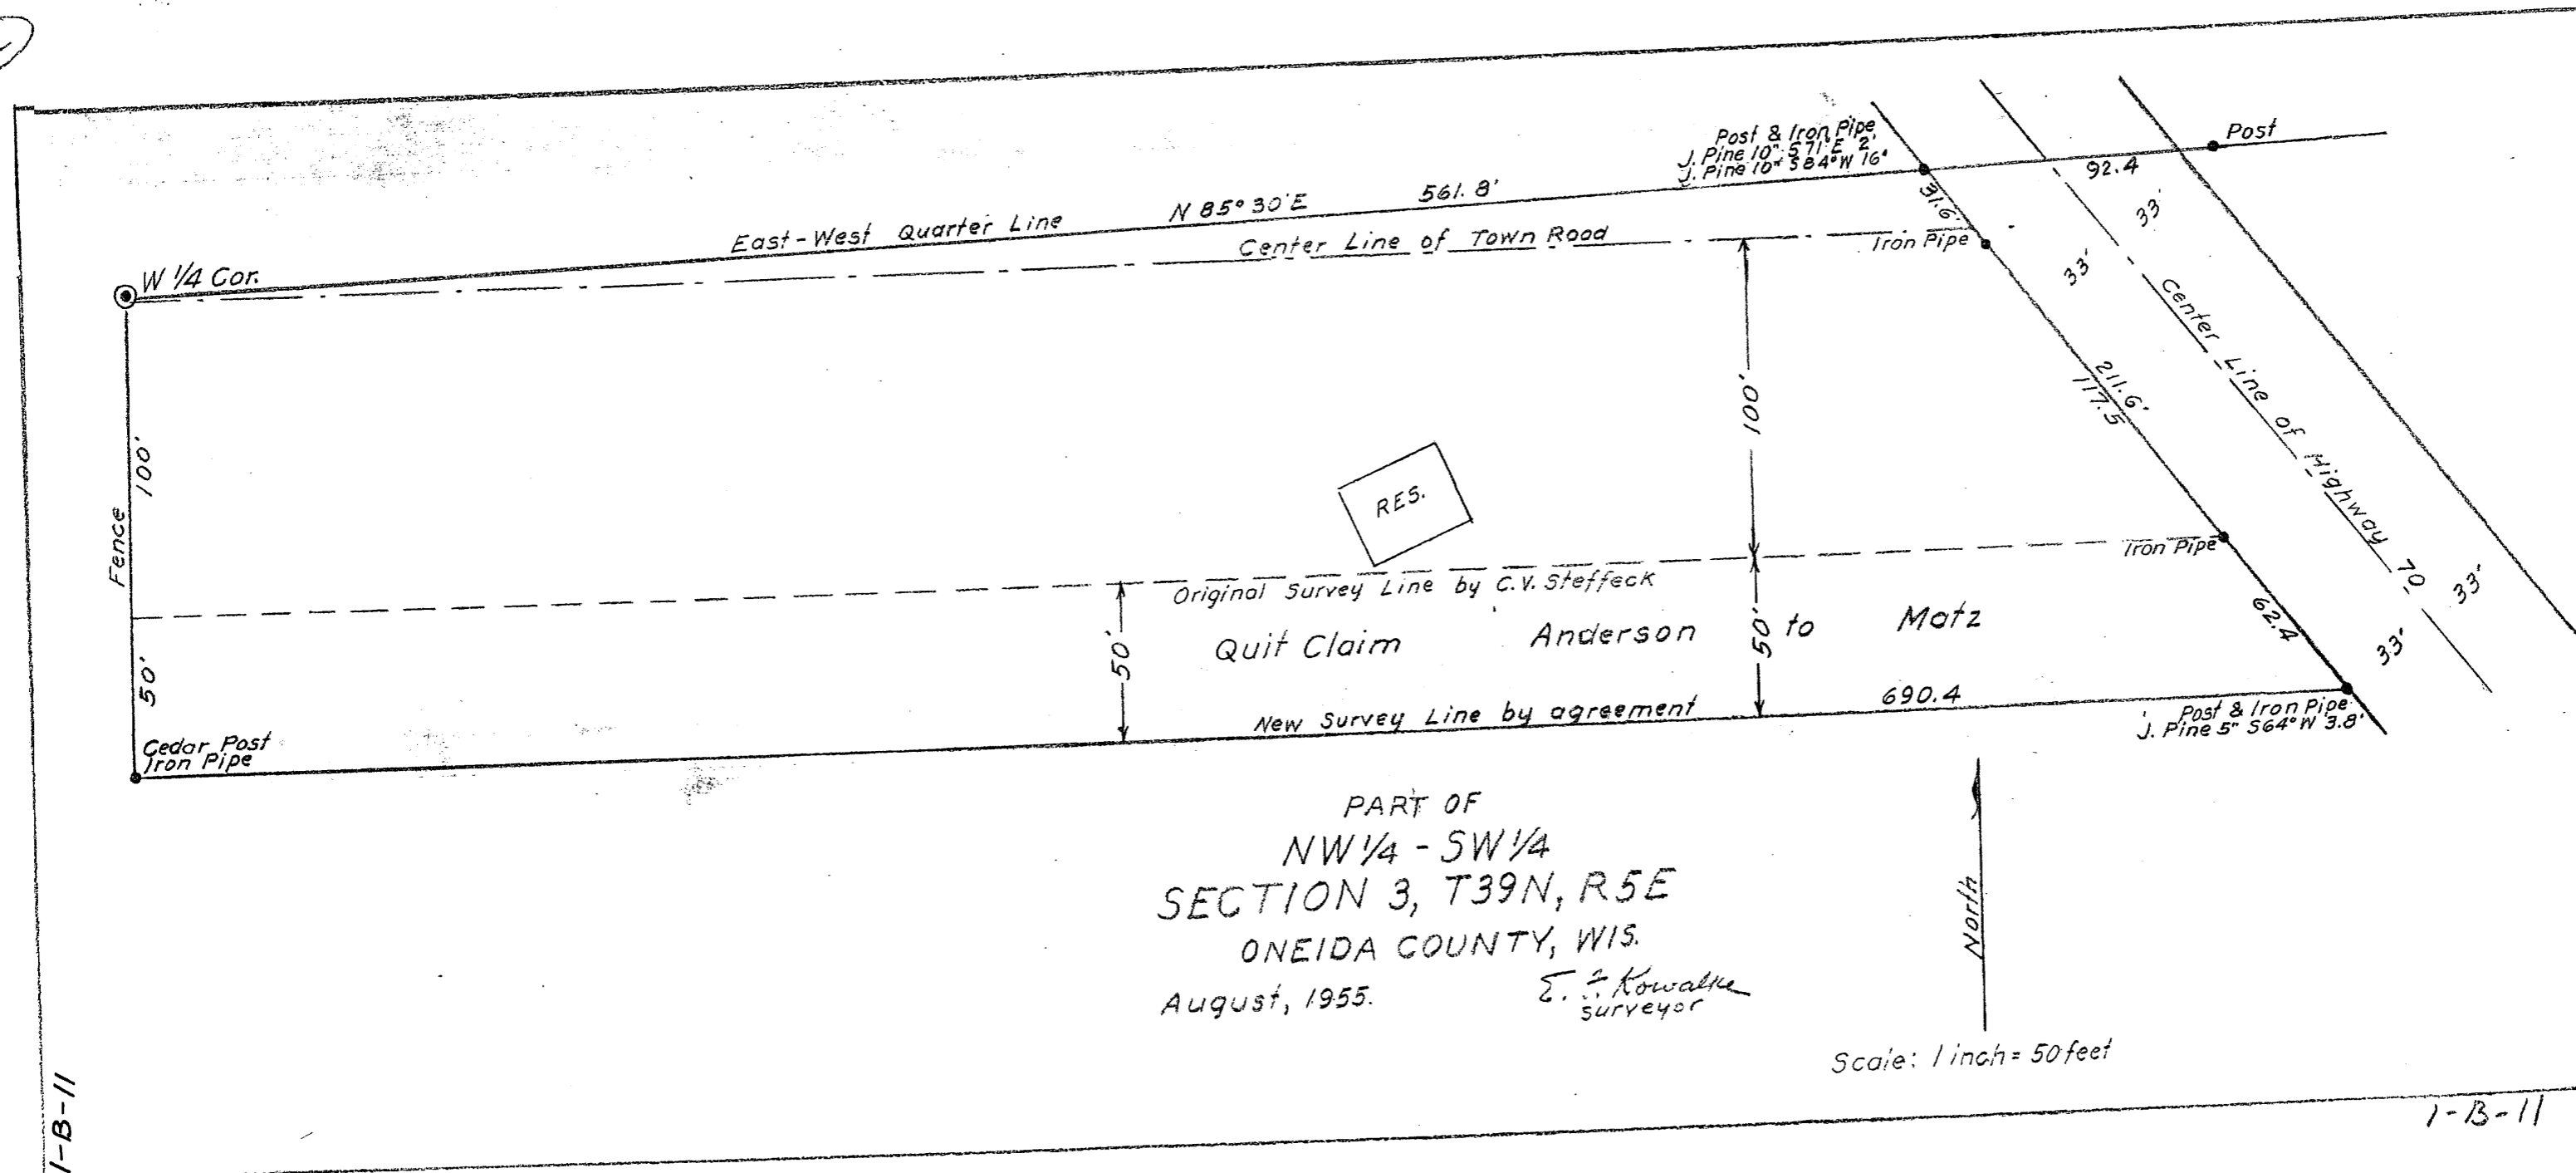 Post & Iron Pipe
J. Pine 10" S71°E 2'
J. Pine 10" S84°W 16'
Post
92.4
East-West Quarter Line N 85° 30' E 561.8'
31.6'
33'
33'
Center Line of Town Road
Iron Pipe
W 1/4 Cor.
Center Line of Highway 70
100'
211.6'
117.5
100'
Fence
RES.
Iron Pipe
Original Survey Line by C.V. Steffeck
33'
62.4
33'
50'
50'
50'
Quit Claim Anderson to Matz
690.4
New Survey Line by agreement
Post & Iron Pipe
J. Pine 5" S64°W 3.8'
Cedar Post
Iron Pipe
PART OF
NW 1/4 - SW 1/4
SECTION 3, T39N, R5E
ONEIDA COUNTY, WIS.
August, 1955.
E. Kowalke
Surveyor
North
Scale: 1 inch = 50 feet
1-B-11
1-B-11